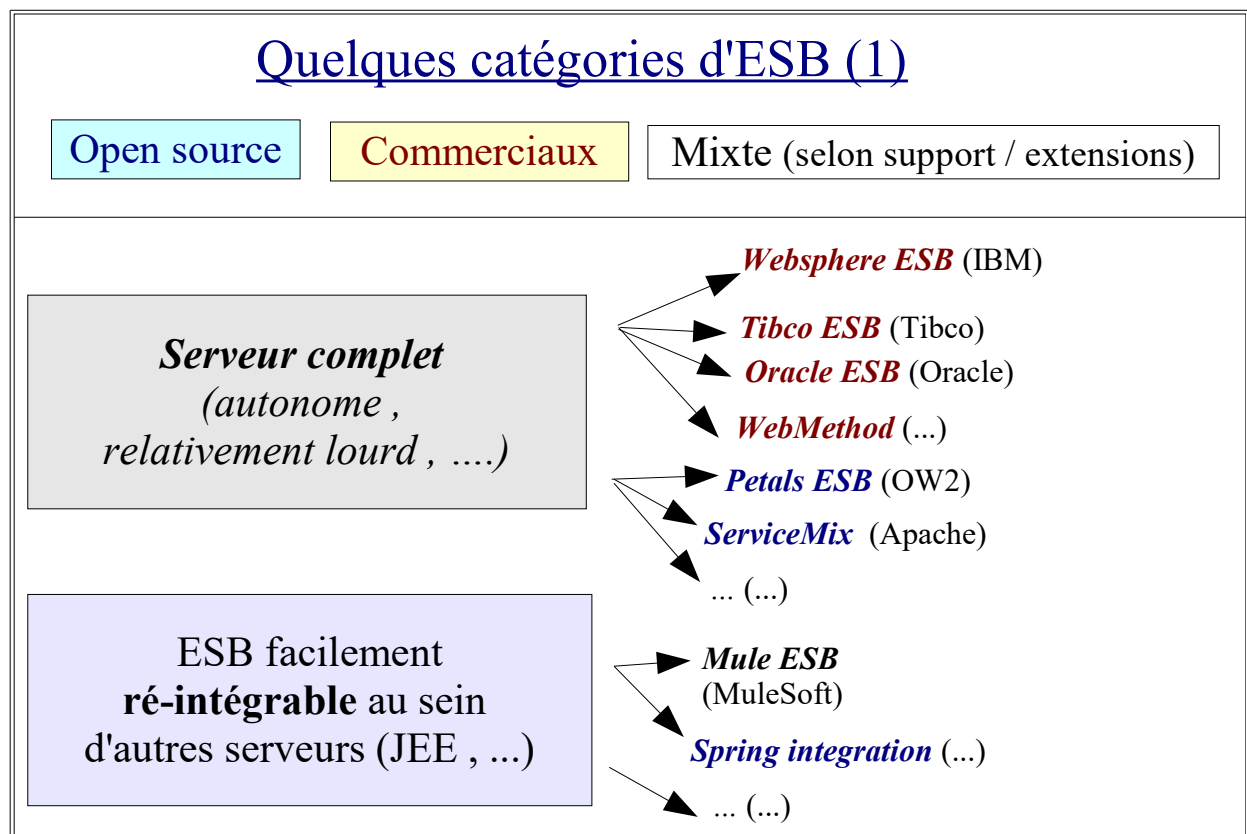 Quelques catégories d'ESB (1)
Open source
Commerciaux
Mixte (selon support / extensions)
Serveur complet
(autonome ,
relativement lourd , ....)
Websphere ESB (IBM)
Tibco ESB (Tibco)
Oracle ESB (Oracle)
WebMethod (...)
Petals ESB (OW2)
ServiceMix (Apache)
... (...)
ESB facilement
ré-intégrable au sein
d'autres serveurs (JEE , ...)
Mule ESB
(MuleSoft)
Spring integration (...)
... (...)